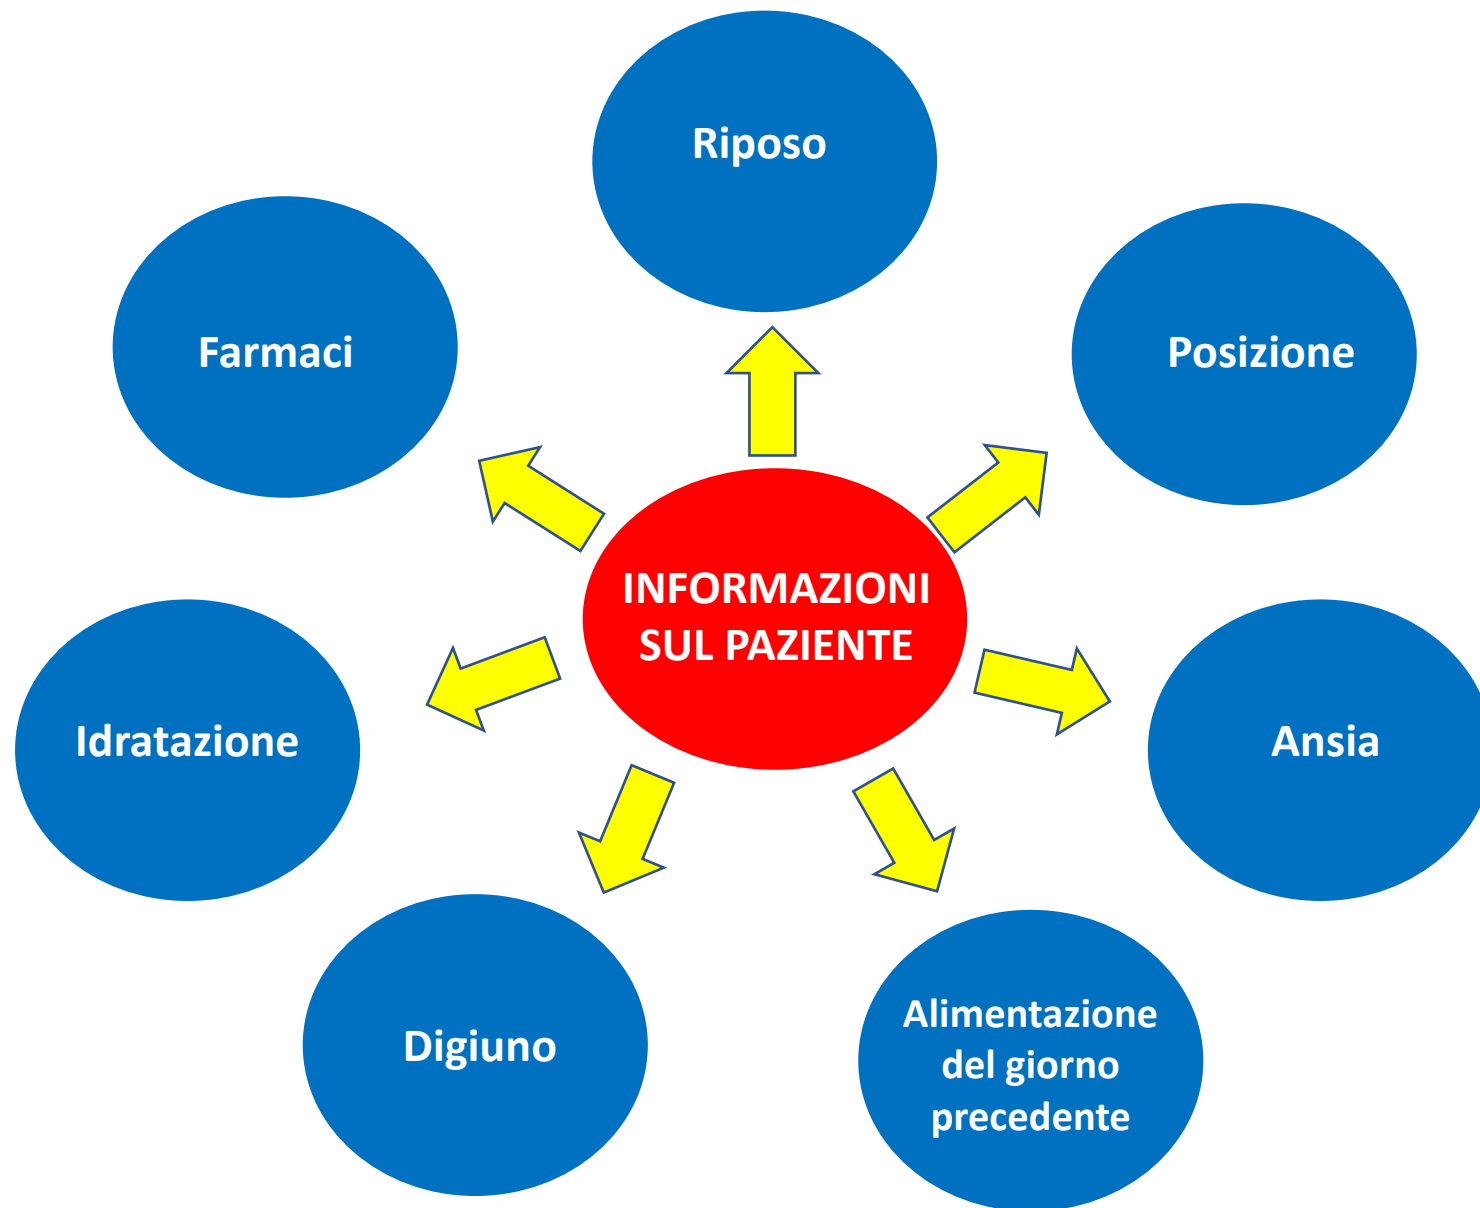 Riposo
Farmaci
Posizione
INFORMAZIONI
SUL PAZIENTE
Idratazione
Ansia
Digiuno
Alimentazione
del giorno
precedente